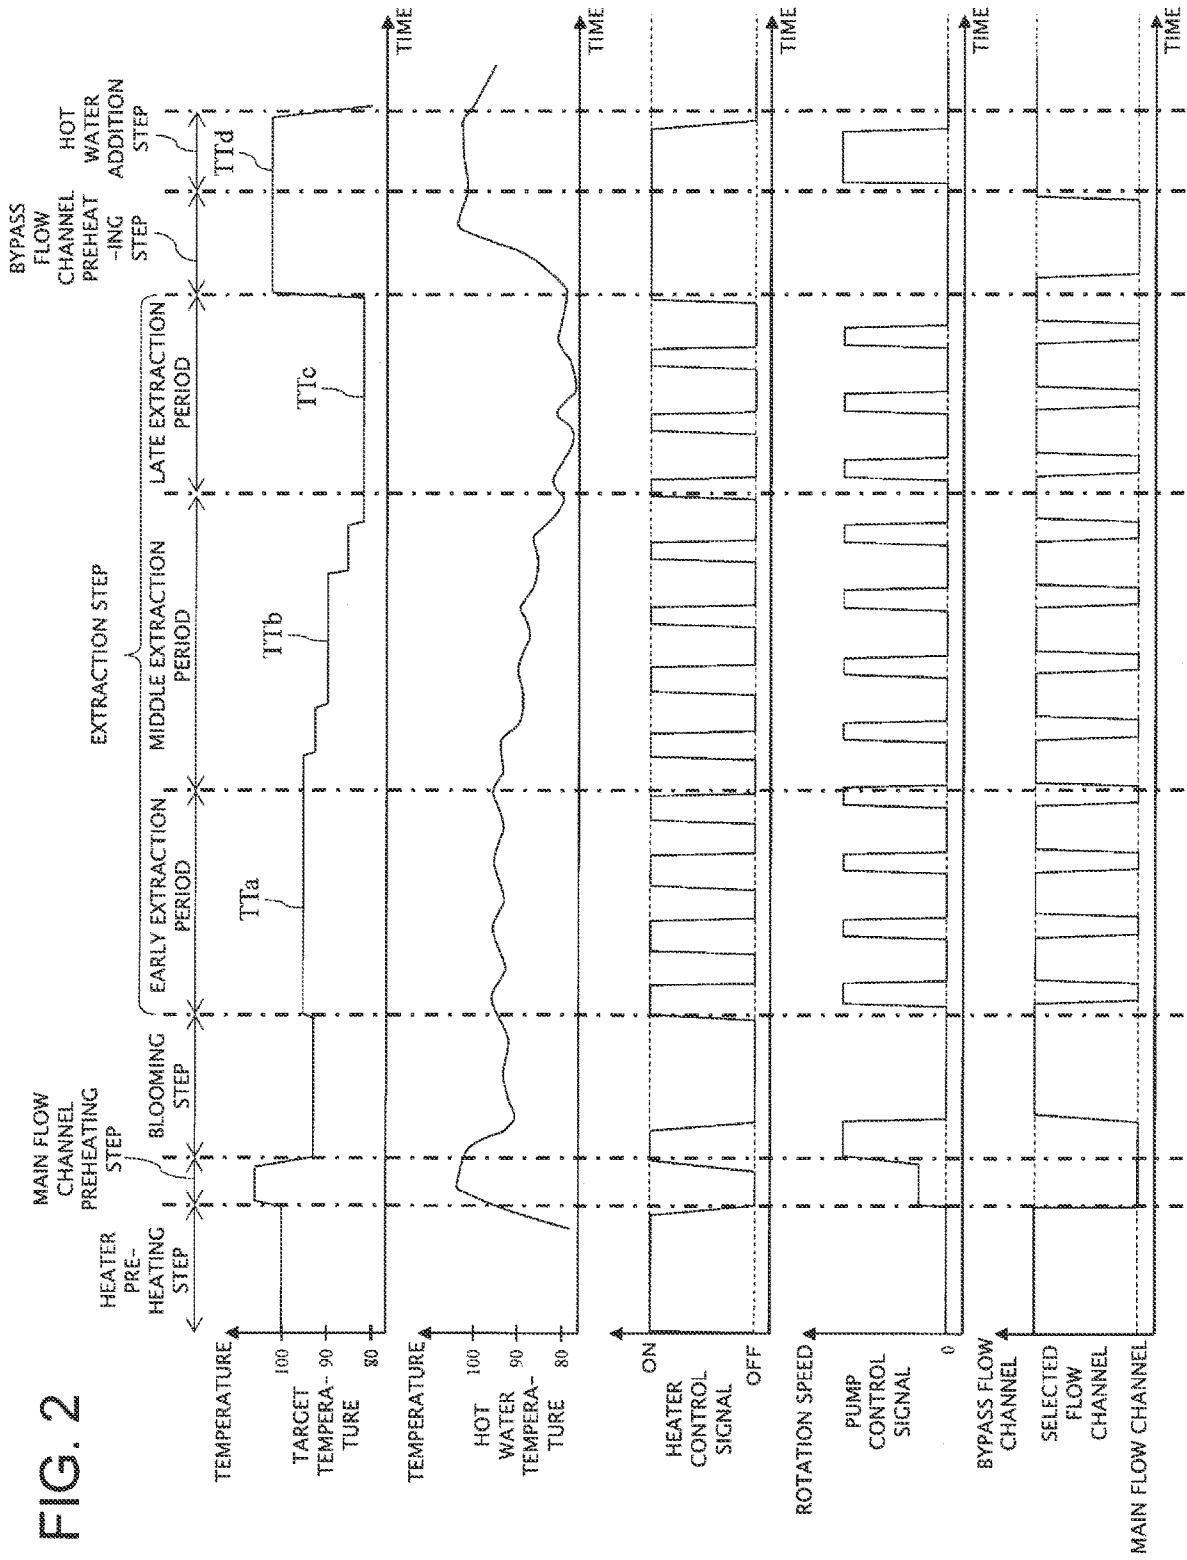 FIG. 2
HEATER
PRE-
HEATING
STEP
MAIN FLOW
CHANNEL
PREHEATING
STEP
BLOOMING
STEP
EXTRACTION STEP
EARLY EXTRACTION
PERIOD
MIDDLE EXTRACTION
PERIOD
LATE EXTRACTION
PERIOD
BYPASS
FLOW
CHANNEL
PREHEAT
-ING
STEP
HOT
WATER
ADDITION
STEP
TEMPERATURE
TARGET
TEMPERA-
TURE
100
90
80
TTa
TTb
TTc
TTd
TIME
TEMPERATURE
HOT
WATER
TEMPERA-
TURE
100
90
80
TIME
HEATER
CONTROL
SIGNAL
ON
OFF
TIME
ROTATION SPEED
PUMP
CONTROL
SIGNAL
0
TIME
BYPASS FLOW
CHANNEL
SELECTED
FLOW
CHANNEL
MAIN FLOW CHANNEL
TIME